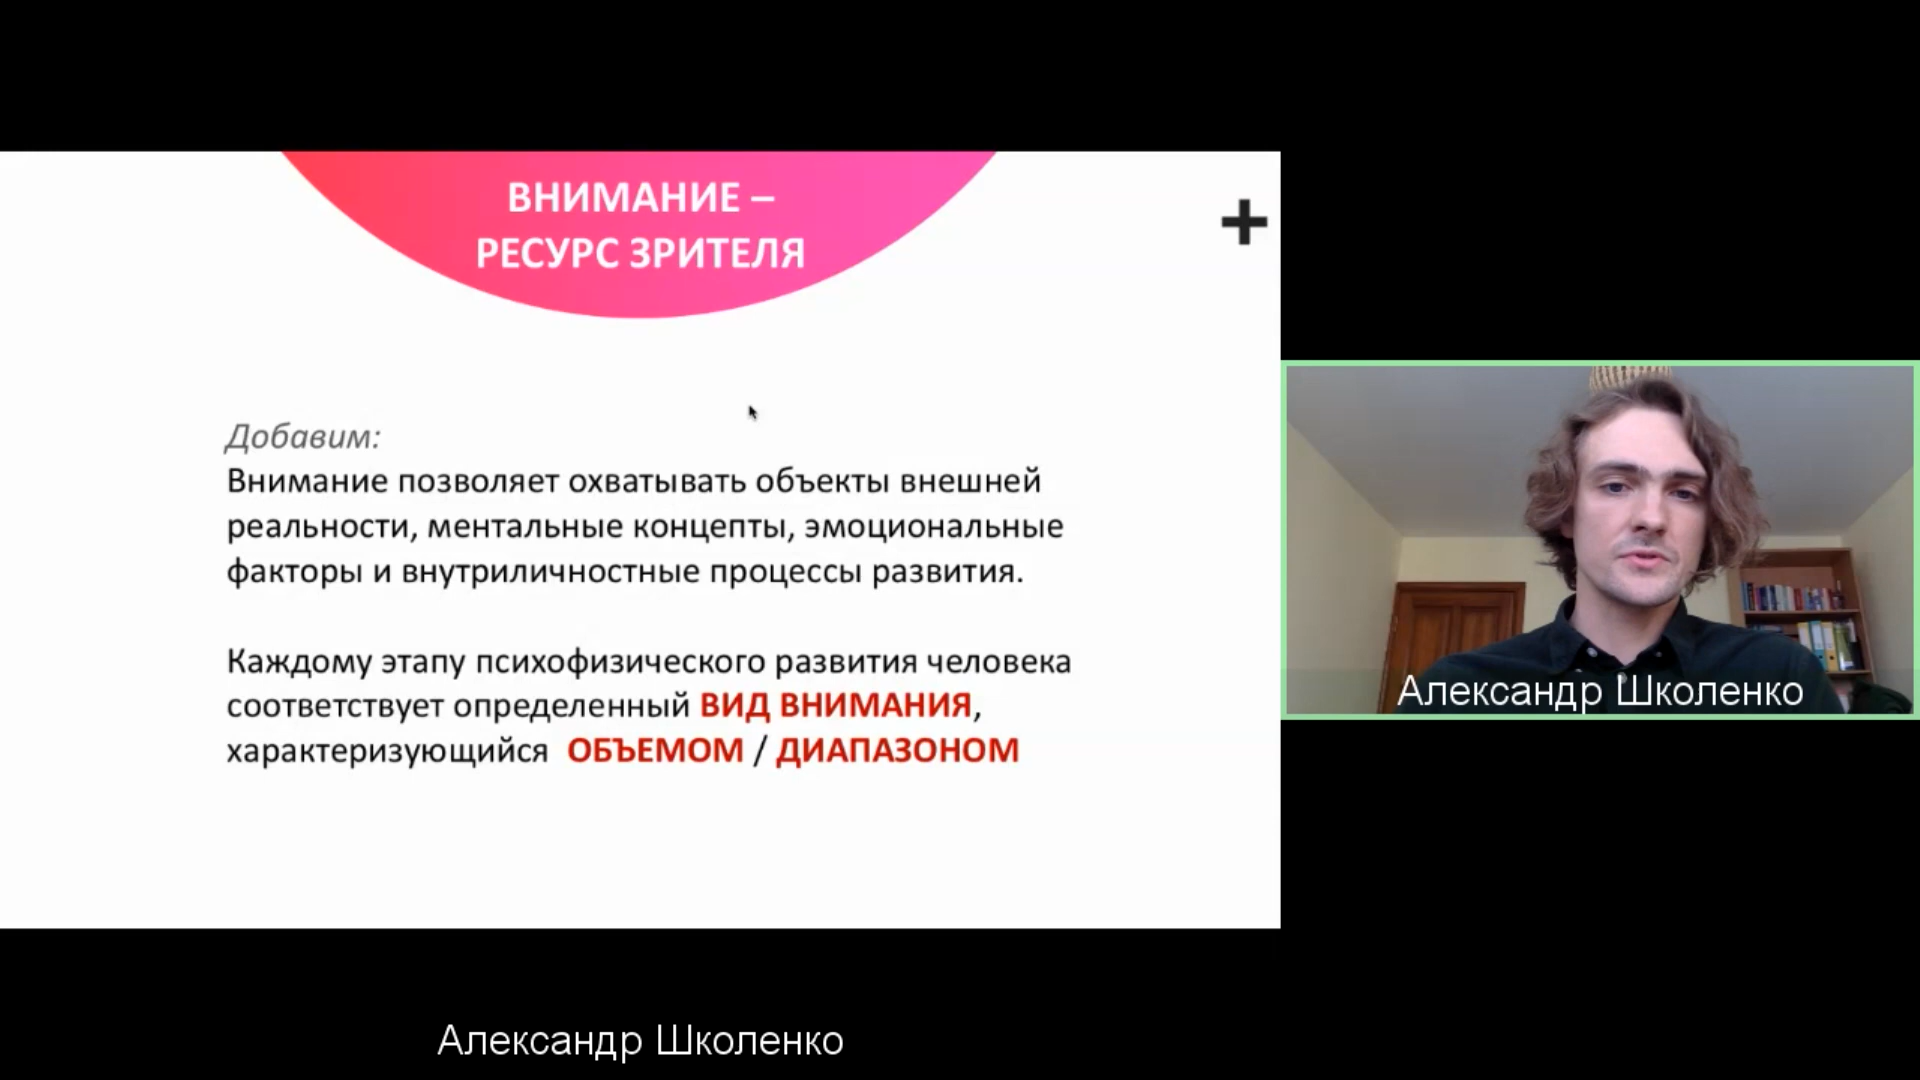 ВНИМАНИЕ –
РЕСУРС ЗРИТЕЛЯ
Добавим:
Внимание позволяет охватывать объекты внешней
реальности, ментальные концепты, эмоциональные
факторы и внутриличностные процессы развития.
Каждому этапу психофизического развития человека
соответствует определенный ВИД ВНИМАНИЯ,
характеризующийся ОБЪЕМОМ / ДИАПАЗОНОМ
Александр Школенко
Александр Школенко